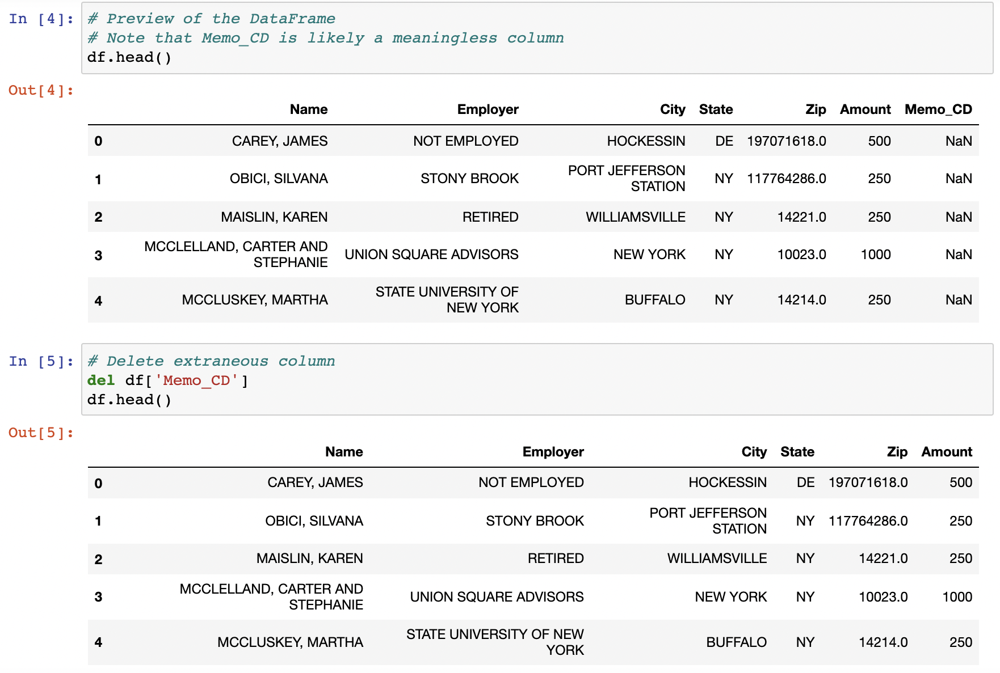 In [4]: # Preview of the DataFrame
# Note that Memo_CD is likely a meaningless column
df.head()
Out[4]:
Name Employer City State Zip Amount Memo_CD
0 CAREY, JAMES NOT EMPLOYED HOCKESSIN DE 197071618.0 500 NaN
1 OBICI, SILVANA STONY BROOK PORT JEFFERSON STATION NY 117764286.0 250 NaN
2 MAISLIN, KAREN RETIRED WILLIAMSVILLE NY 14221.0 250 NaN
3 MCCLELLAND, CARTER AND STEPHANIE UNION SQUARE ADVISORS NEW YORK NY 10023.0 1000 NaN
4 MCCLUSKEY, MARTHA STATE UNIVERSITY OF NEW YORK BUFFALO NY 14214.0 250 NaN
In [5]: # Delete extraneous column
del df['Memo_CD']
df.head()
Out[5]:
Name Employer City State Zip Amount
0 CAREY, JAMES NOT EMPLOYED HOCKESSIN DE 197071618.0 500
1 OBICI, SILVANA STONY BROOK PORT JEFFERSON STATION NY 117764286.0 250
2 MAISLIN, KAREN RETIRED WILLIAMSVILLE NY 14221.0 250
3 MCCLELLAND, CARTER AND STEPHANIE UNION SQUARE ADVISORS NEW YORK NY 10023.0 1000
4 MCCLUSKEY, MARTHA STATE UNIVERSITY OF NEW YORK BUFFALO NY 14214.0 250